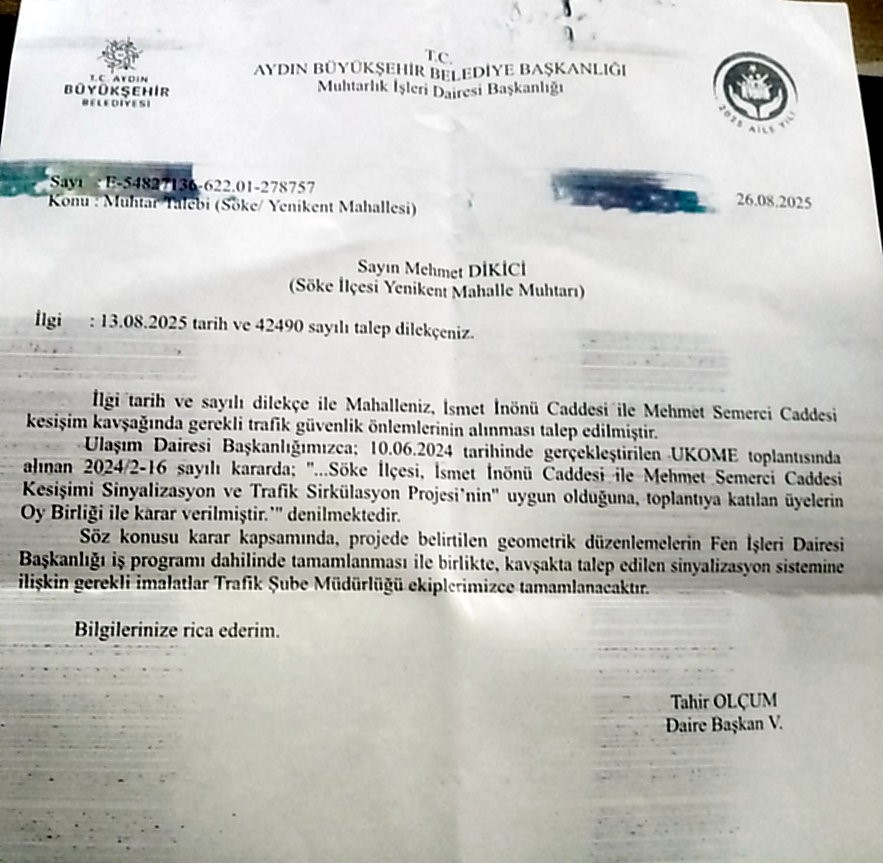 T.C. AYDIN
BÜYÜKŞEHİR
BELEDİYESİ
T.C.
AYDIN BÜYÜKŞEHİR BELEDİYE BAŞKANLIĞI
Muhtarlık İşleri Dairesi Başkanlığı
2025 AİLE YILI
Sayı : E-54827136-622.01-278757
26.08.2025
Konu : Muhtar Talebi (Söke/ Yenikent Mahallesi)
Sayın Mehmet DİKİCİ
(Söke İlçesi Yenikent Mahalle Muhtarı)
İlgi : 13.08.2025 tarih ve 42490 sayılı talep dilekçeniz.
İlgi tarih ve sayılı dilekçe ile Mahalleniz, İsmet İnönü Caddesi ile Mehmet Semerci Caddesi
kesişim kavşağında gerekli trafik güvenlik önlemlerinin alınması talep edilmiştir.
Ulaşım Dairesi Başkanlığımızca; 10.06.2024 tarihinde gerçekleştirilen UKOME toplantısında
alınan 2024/2-16 sayılı kararda; "...Söke İlçesi, İsmet İnönü Caddesi ile Mehmet Semerci Caddesi
Kesişimi Sinyalizasyon ve Trafik Sirkülasyon Projesi'nin" uygun olduğuna, toplantıya katılan üyelerin
Oy Birliği ile karar verilmiştir.'" denilmektedir.
Söz konusu karar kapsamında, projede belirtilen geometrik düzenlemelerin Fen İşleri Dairesi
Başkanlığı iş programı dahilinde tamamlanması ile birlikte, kavşakta talep edilen sinyalizasyon sistemine
ilişkin gerekli imalatlar Trafik Şube Müdürlüğü ekiplerimizce tamamlanacaktır.
Bilgilerinize rica ederim.
Tahir OLÇUM
Daire Başkan V.